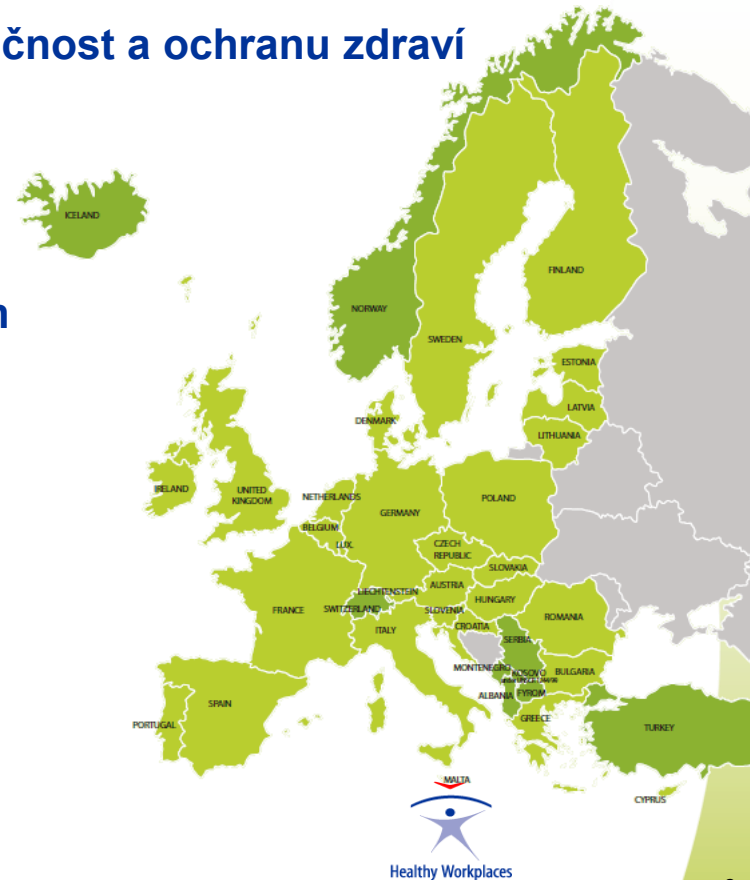 čnost a ochranu zdraví
ICELAND
NORWAY
FINLAND
SWEDEN
ESTONIA
LATVIA
DENMARK
LITHUANIA
IRELAND
UNITED
KINGDOM
NETHERLANDS
POLAND
GERMANY
BELGIUM
LUX.
CZECH
REPUBLIC
SLOVAKIA
AUSTRIA
LIECHTENSTEIN
HUNGARY
FRANCE
SWITZERLAND
SLOVENIA
ROMANIA
CROATIA
ITALY
SERBIA
MONTENEGRO
KOSOVO
BULGARIA
ALBANIA
FYROM
SPAIN
GREECE
PORTUGAL
TURKEY
MALTA
CYPRUS
Healthy Workplaces